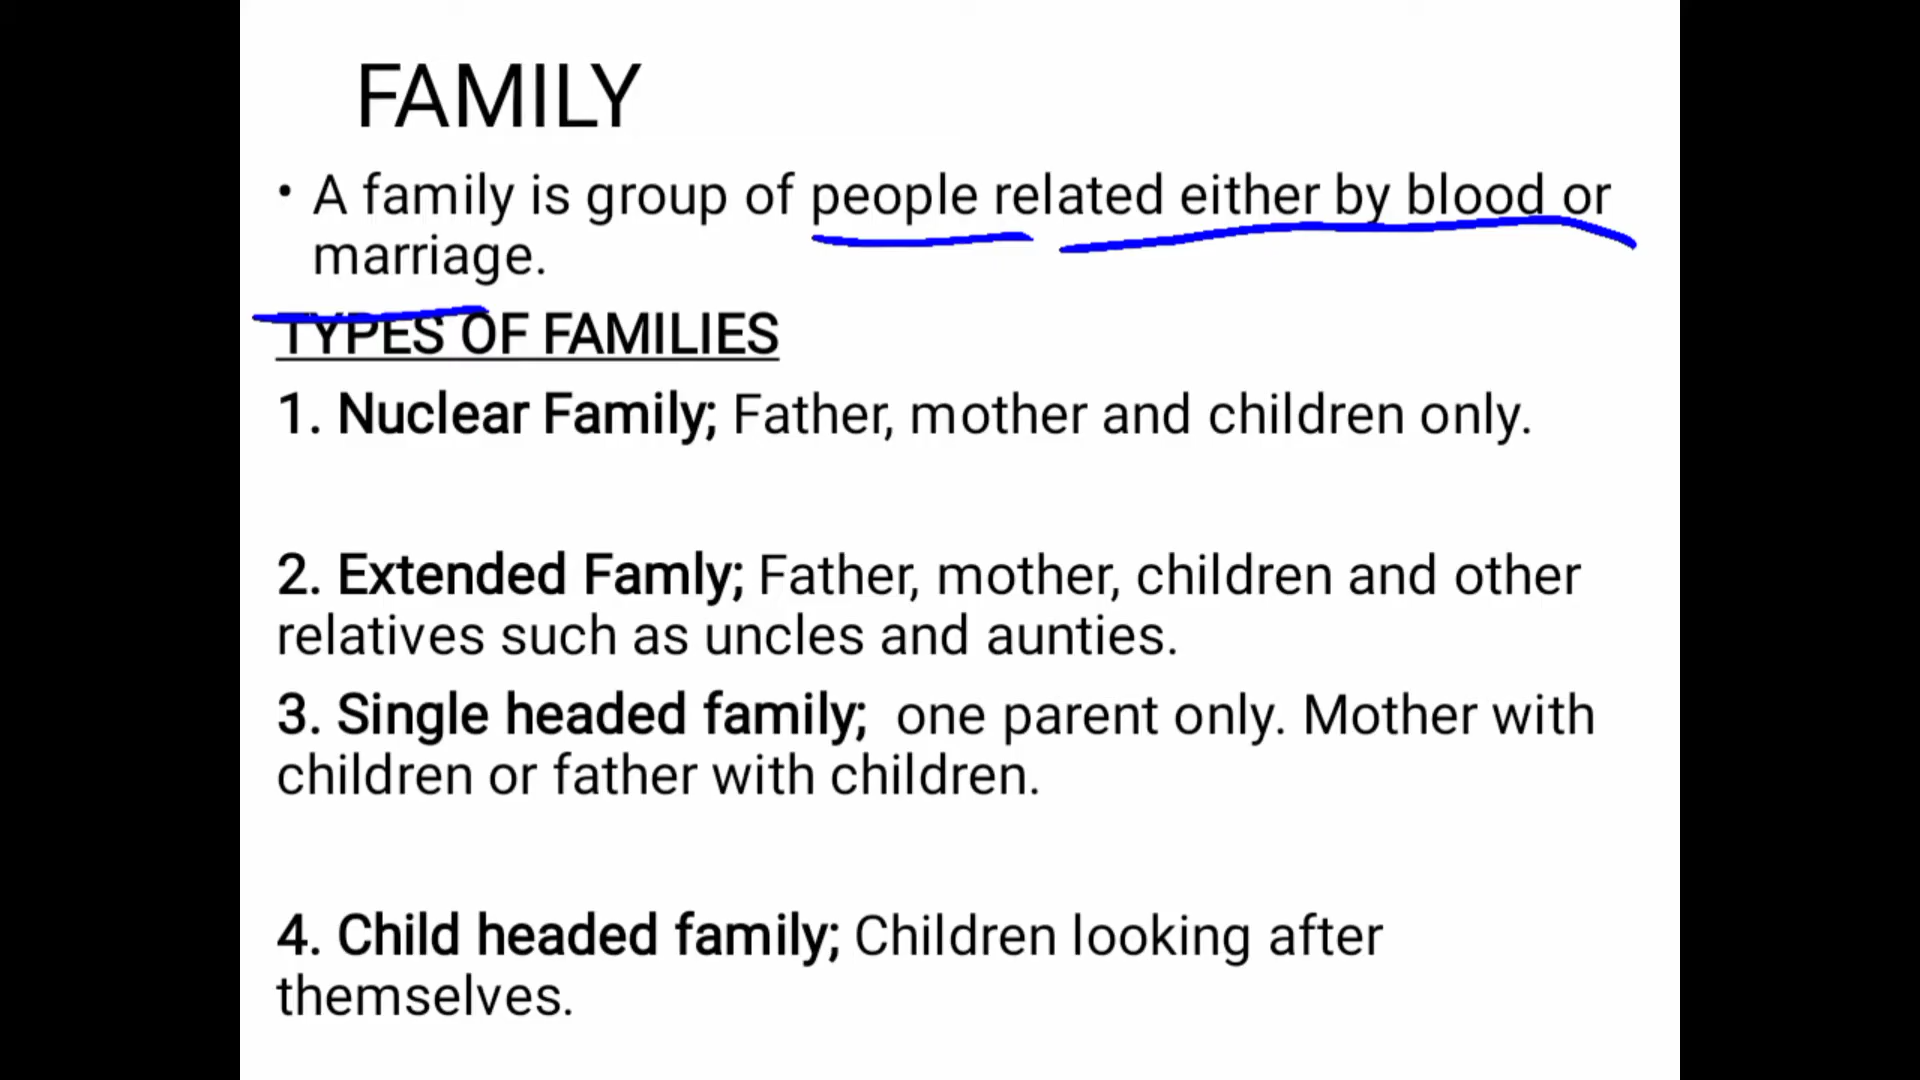 FAMILY
• A family is group of people related either by blood or
marriage.
TYPES OF FAMILIES
1. Nuclear Family; Father, mother and children only.
2. Extended Famly; Father, mother, children and other
relatives such as uncles and aunties.
3. Single headed family; one parent only. Mother with
children or father with children.
4. Child headed family; Children looking after
themselves.